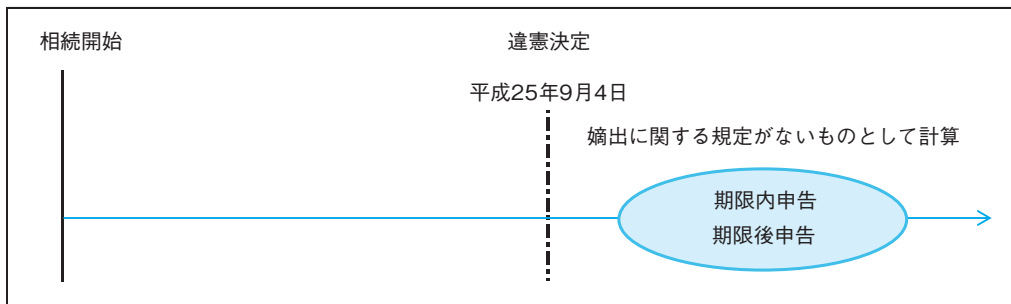 相続開始
違憲決定
平成25年9月4日
嫡出に関する規定がないものとして計算
期限内申告
期限後申告